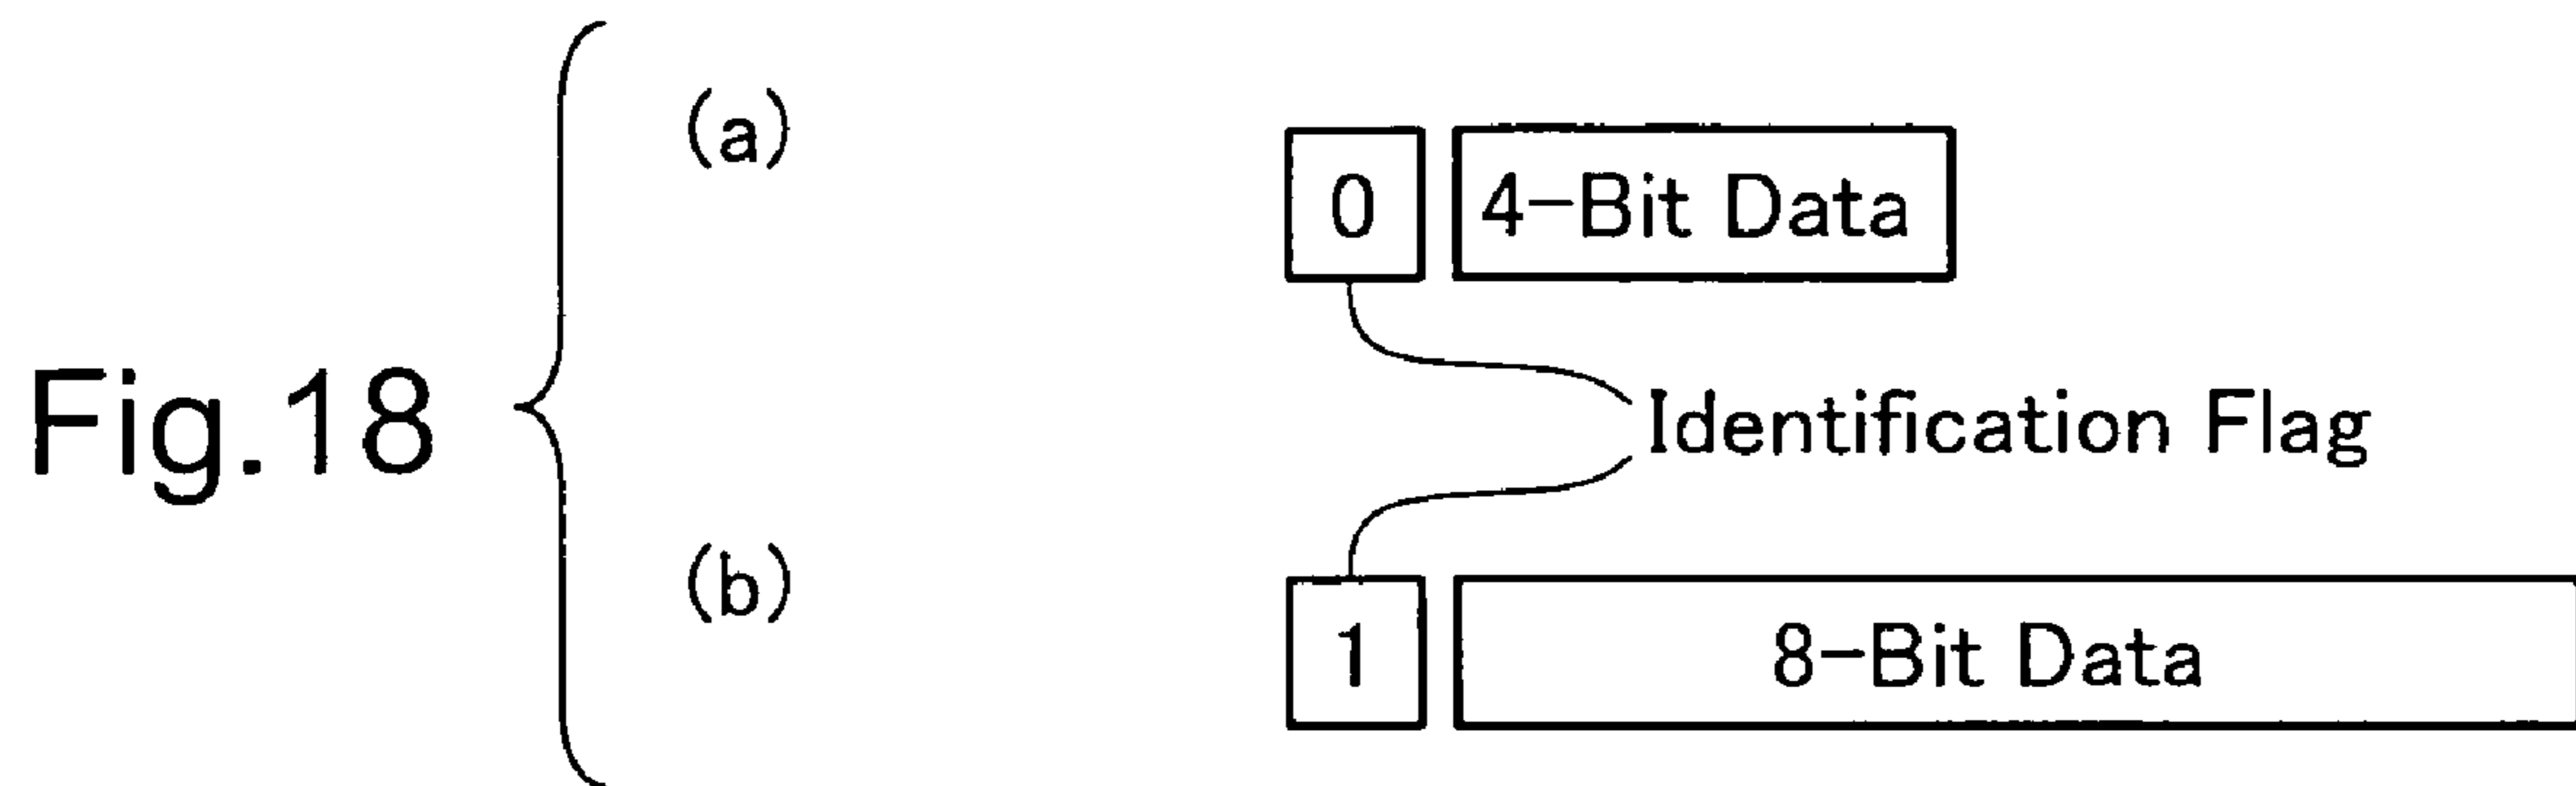 (a)
0 4-Bit Data
Fig.18
Identification Flag
(b)
1 8-Bit Data